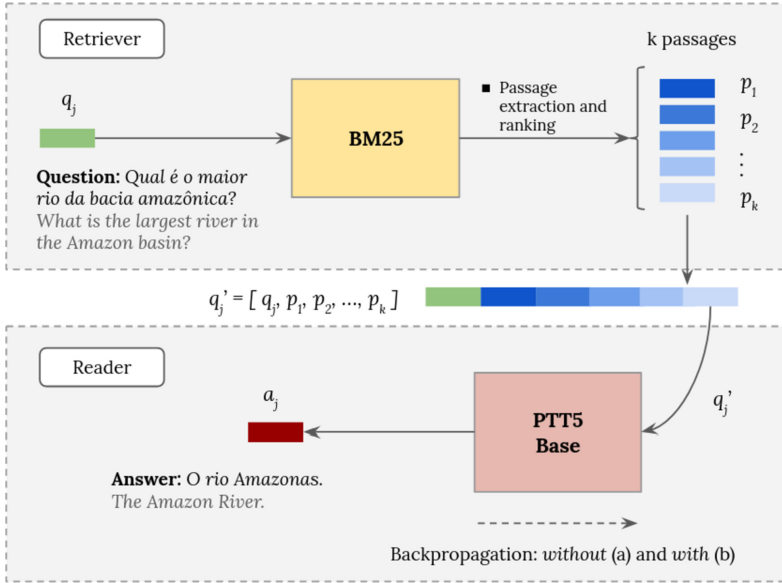 Retriever
k passages
q_j
BM25
■ Passage
extraction and
ranking
p_1
p_2
⋮
p_k
Question: Qual é o maior
rio da bacia amazônica?
What is the largest river in
the Amazon basin?
q_j’ = [ q_j, p_1, p_2, ..., p_k ]
Reader
a_j
PTT5
Base
q_j’
Answer: O rio Amazonas.
The Amazon River.
Backpropagation: without (a) and with (b)